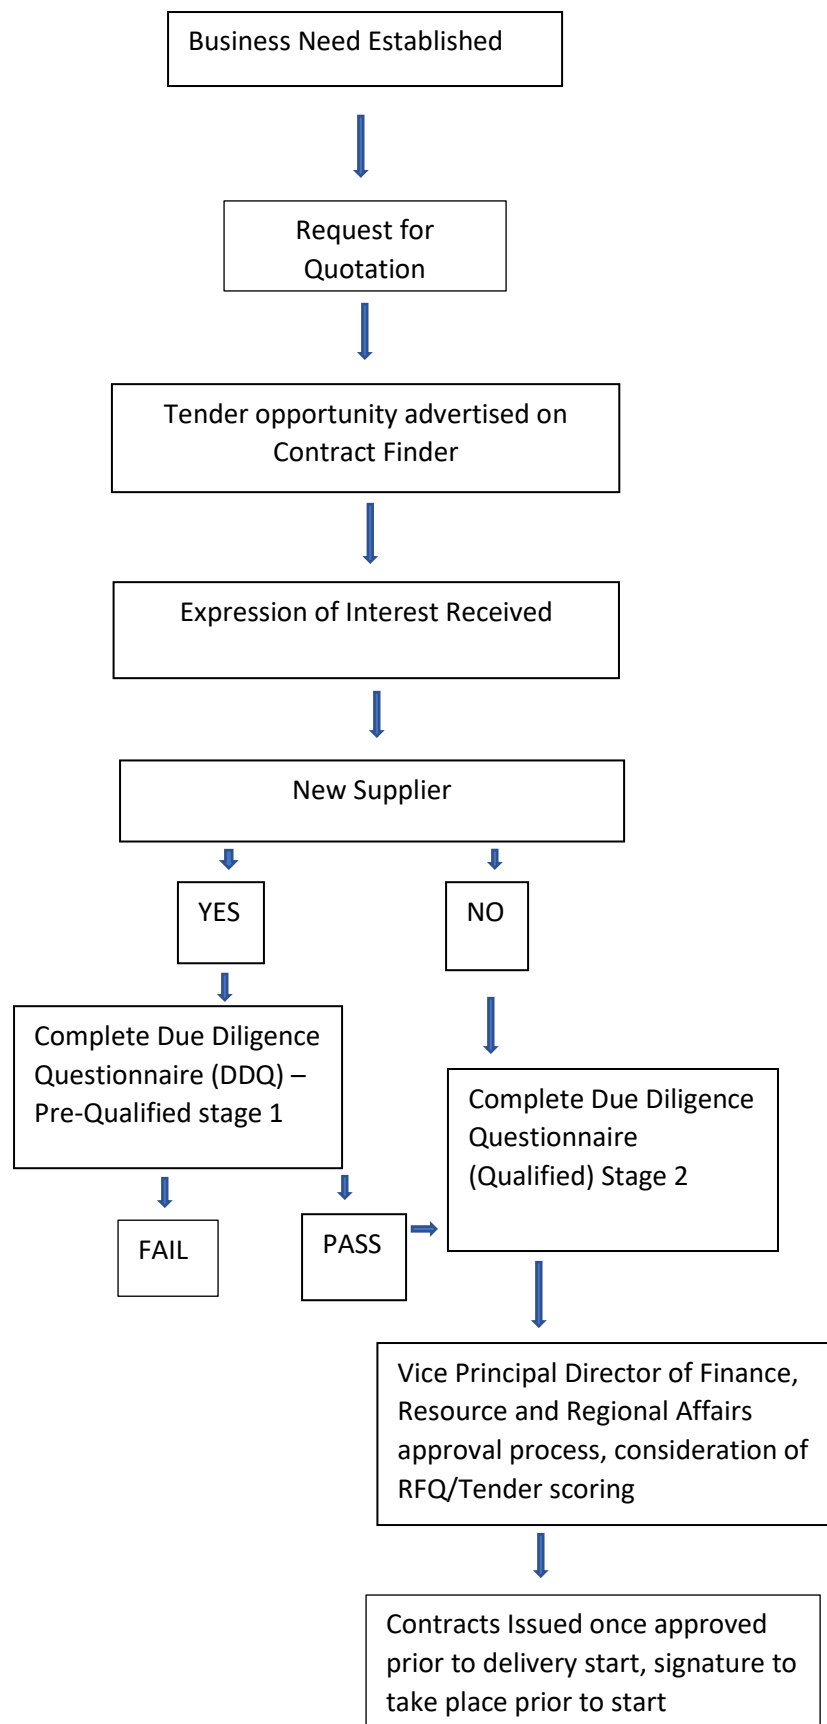 Business Need Established
Request for
Quotation
Tender opportunity advertised on
Contract Finder
Expression of Interest Received
New Supplier
YES
NO
Complete Due Diligence
Questionnaire (DDQ) –
Pre-Qualified stage 1
Complete Due Diligence
Questionnaire
(Qualified) Stage 2
FAIL
PASS
Vice Principal Director of Finance,
Resource and Regional Affairs
approval process, consideration of
RFQ/Tender scoring
Contracts Issued once approved
prior to delivery start, signature to
take place prior to start